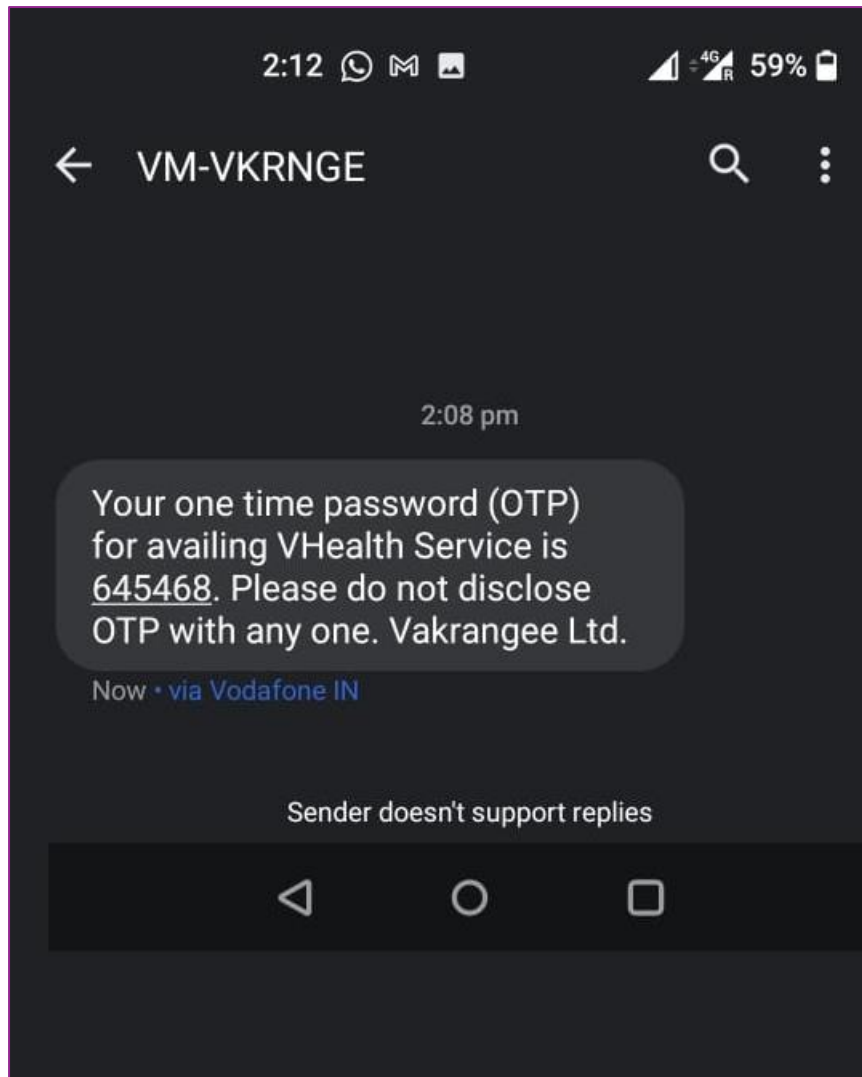 2:12 4G R 59%
VM-VKRNGE
2:08 pm
Your one time password (OTP)
for availing VHealth Service is
645468. Please do not disclose
OTP with any one. Vakrangee Ltd.
Now • via Vodafone IN
Sender doesn't support replies